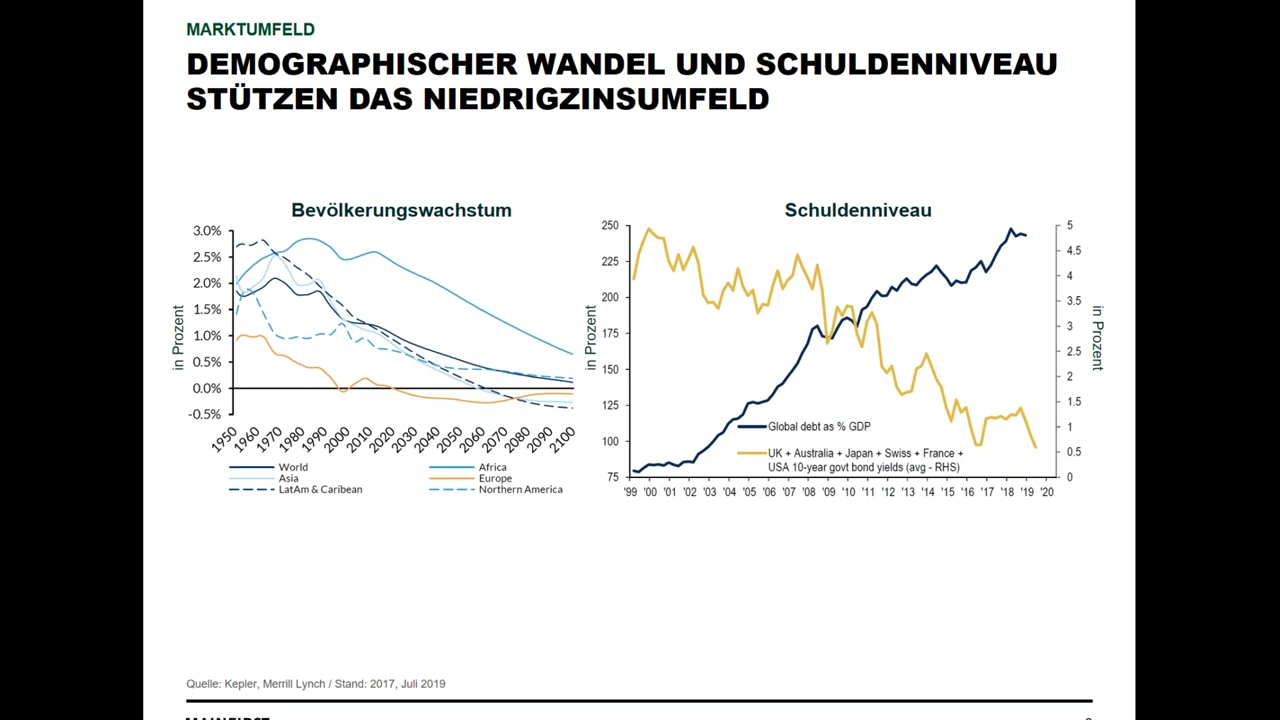 MARKTUMFELD
DEMOGRAPHISCHER WANDEL UND SCHULDENNIVEAU
STÜTZEN DAS NIEDRIGZINSUMFELD
Bevölkerungswachstum
in Prozent
3.0%
2.5%
2.0%
1.5%
1.0%
0.5%
0.0%
-0.5%
1950 1960 1970 1980 1990 2000 2010 2020 2030 2040 2050 2060 2070 2080 2090 2100
World Africa
Asia Europe
LatAm & Caribean Northern America
Schuldenniveau
in Prozent
250
225
200
175
150
125
100
75
Global debt as % GDP
UK + Australia + Japan + Swiss + France +
USA 10-year govt bond yields (avg - RHS)
'99 '00 '01 '02 '03 '04 '05 '06 '07 '08 '09 '10 '11 '12 '13 '14 '15 '16 '17 '18 '19 '20
5
4.5
4
3.5
3
2.5
2
1.5
1
0.5
0
in Prozent
Quelle: Kepler, Merrill Lynch / Stand: 2017, Juli 2019
MAINFIRST